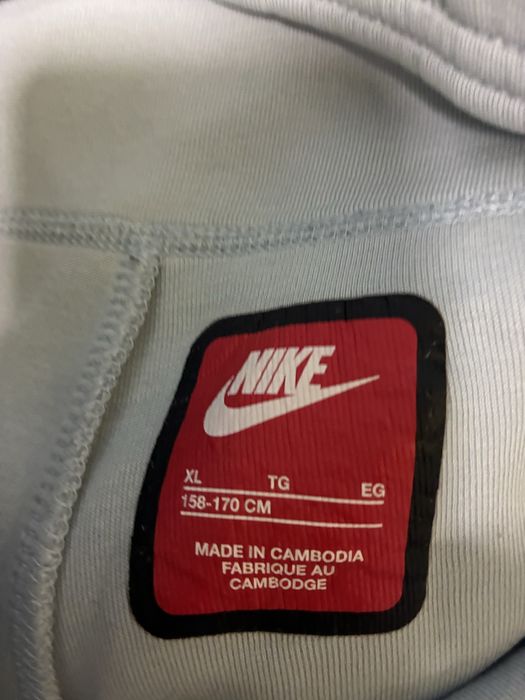 NIKE
XL TG EG
158-170 CM
MADE IN CAMBODIA
FABRIQUE AU
CAMBODGE